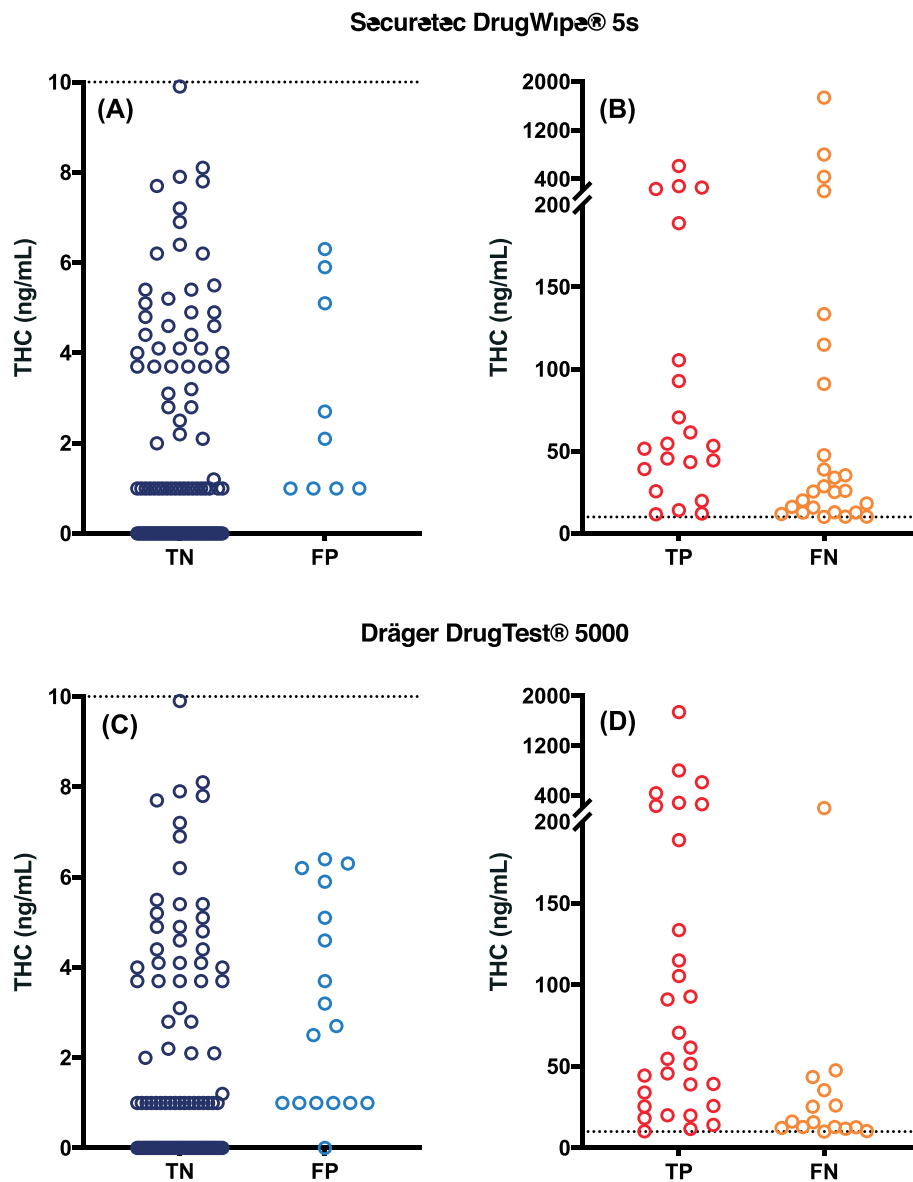 Securetec DrugWipe® 5s
(A)
10
8
6
4
2
0
THC (ng/mL)
TN
FP
(B)
2000
1200
400
200
150
100
50
0
THC (ng/mL)
TP
FN
Dräger DrugTest® 5000
(C)
10
8
6
4
2
0
THC (ng/mL)
TN
FP
(D)
2000
1200
400
200
150
100
50
0
THC (ng/mL)
TP
FN